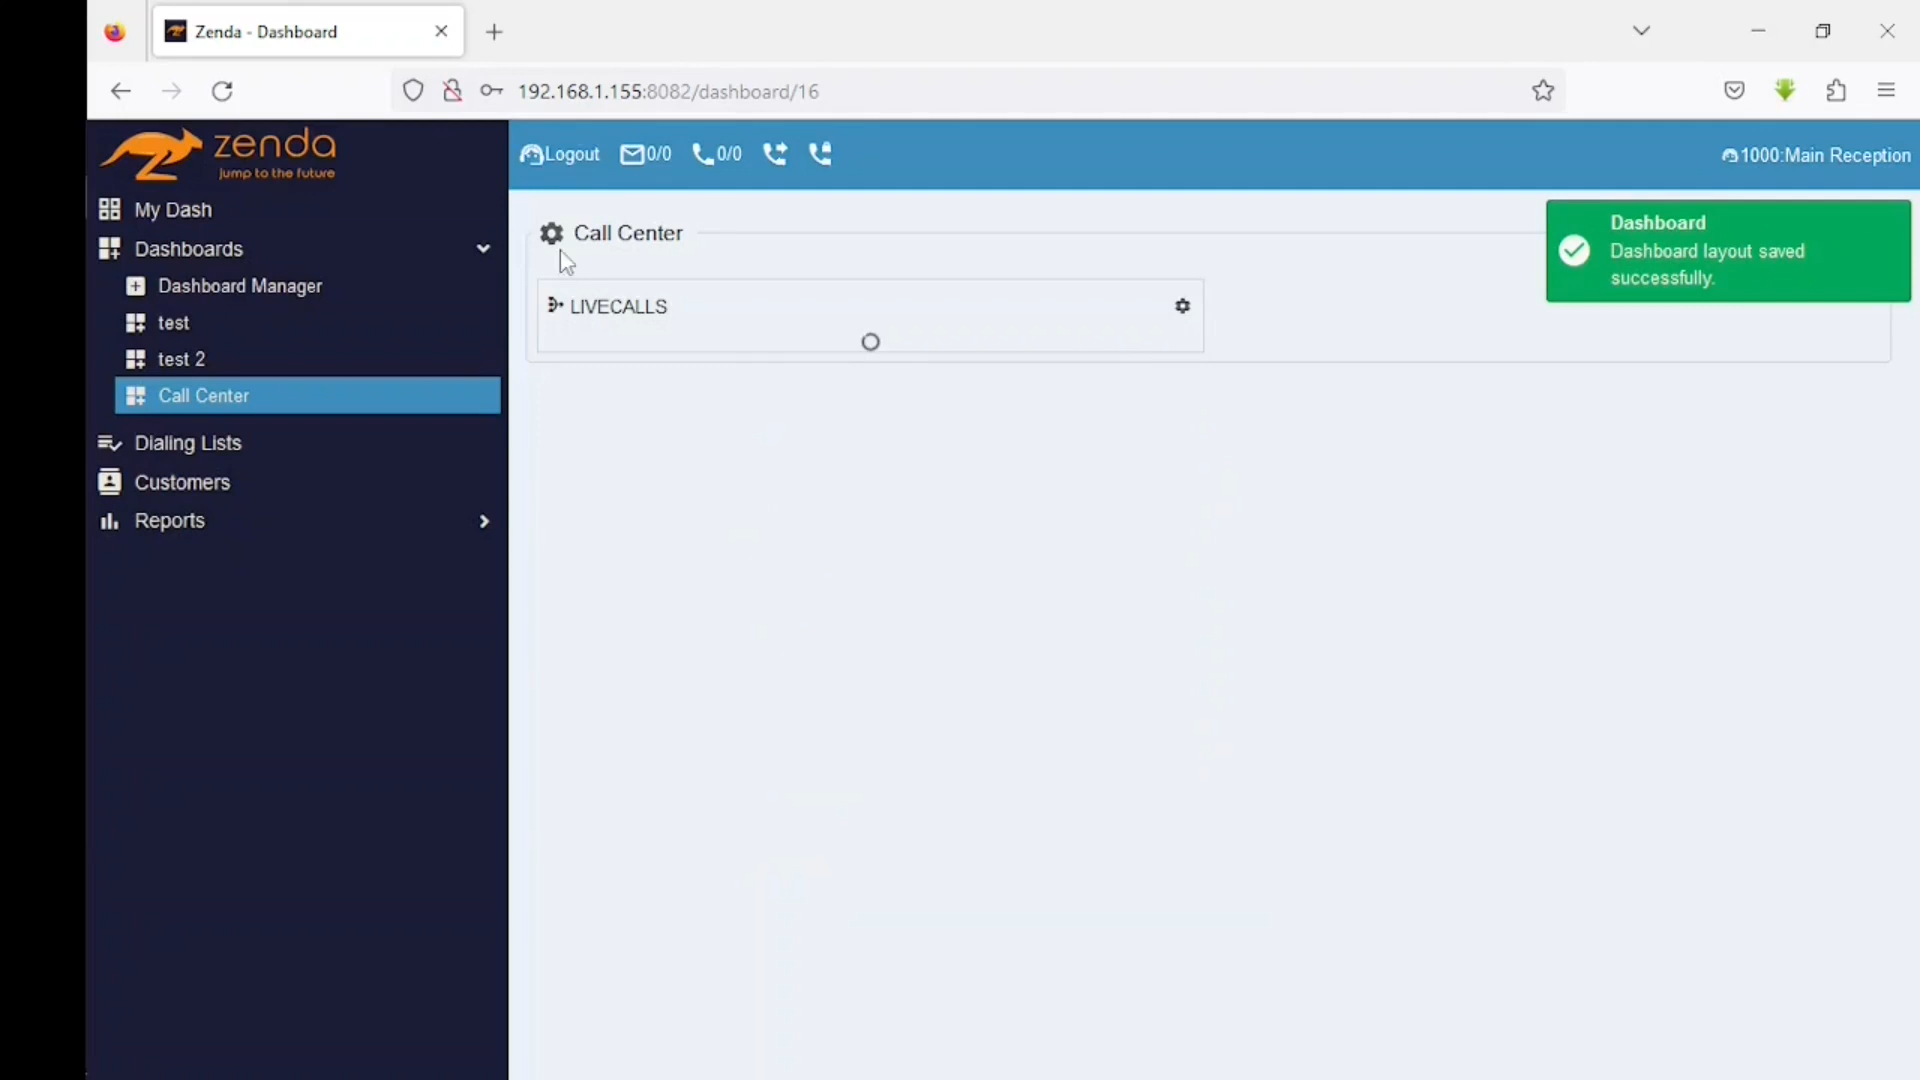 Zenda - Dashboard
192.168.1.155:8082/dashboard/16
zenda
jump to the future
Logout 0/0 0/0
1000:Main Reception
My Dash
Dashboards
Dashboard Manager
test
test 2
Call Center
Dialing Lists
Customers
Reports
Call Center
LIVECALLS
Dashboard
Dashboard layout saved
successfully.